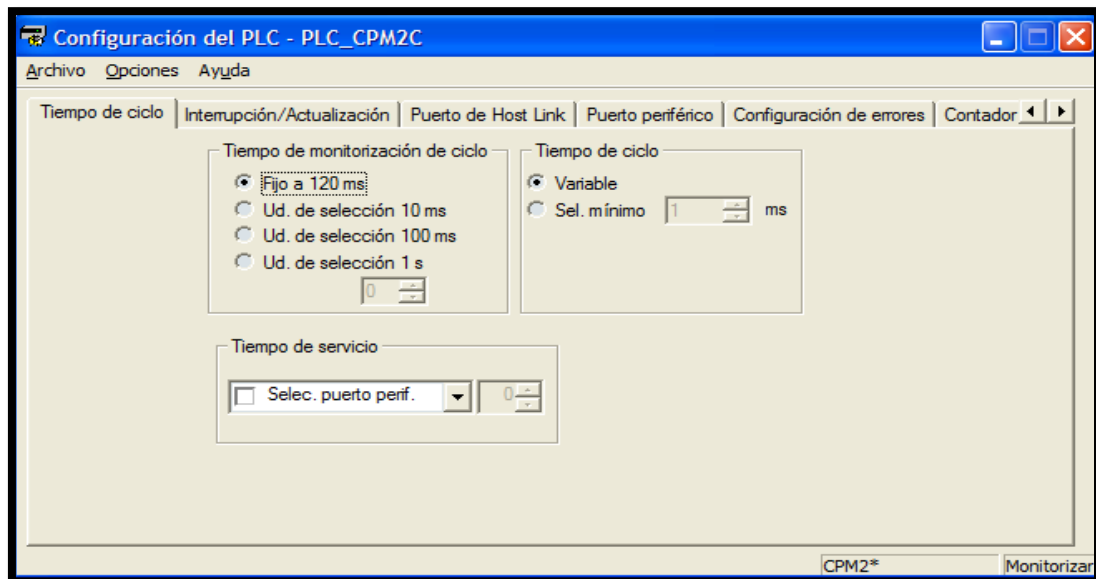 Configuración del PLC - PLC_CPM2C
Archivo Opciones Ayuda
Tiempo de ciclo Interrupción/Actualización Puerto de Host Link Puerto periférico Configuración de errores Contador
Tiempo de monitorización de ciclo
Fijo a 120 ms
Ud. de selección 10 ms
Ud. de selección 100 ms
Ud. de selección 1 s
0
Tiempo de ciclo
Variable
Sel. mínimo 1 ms
Tiempo de servicio
Selec. puerto perif. 0
CPM2* Monitorizar